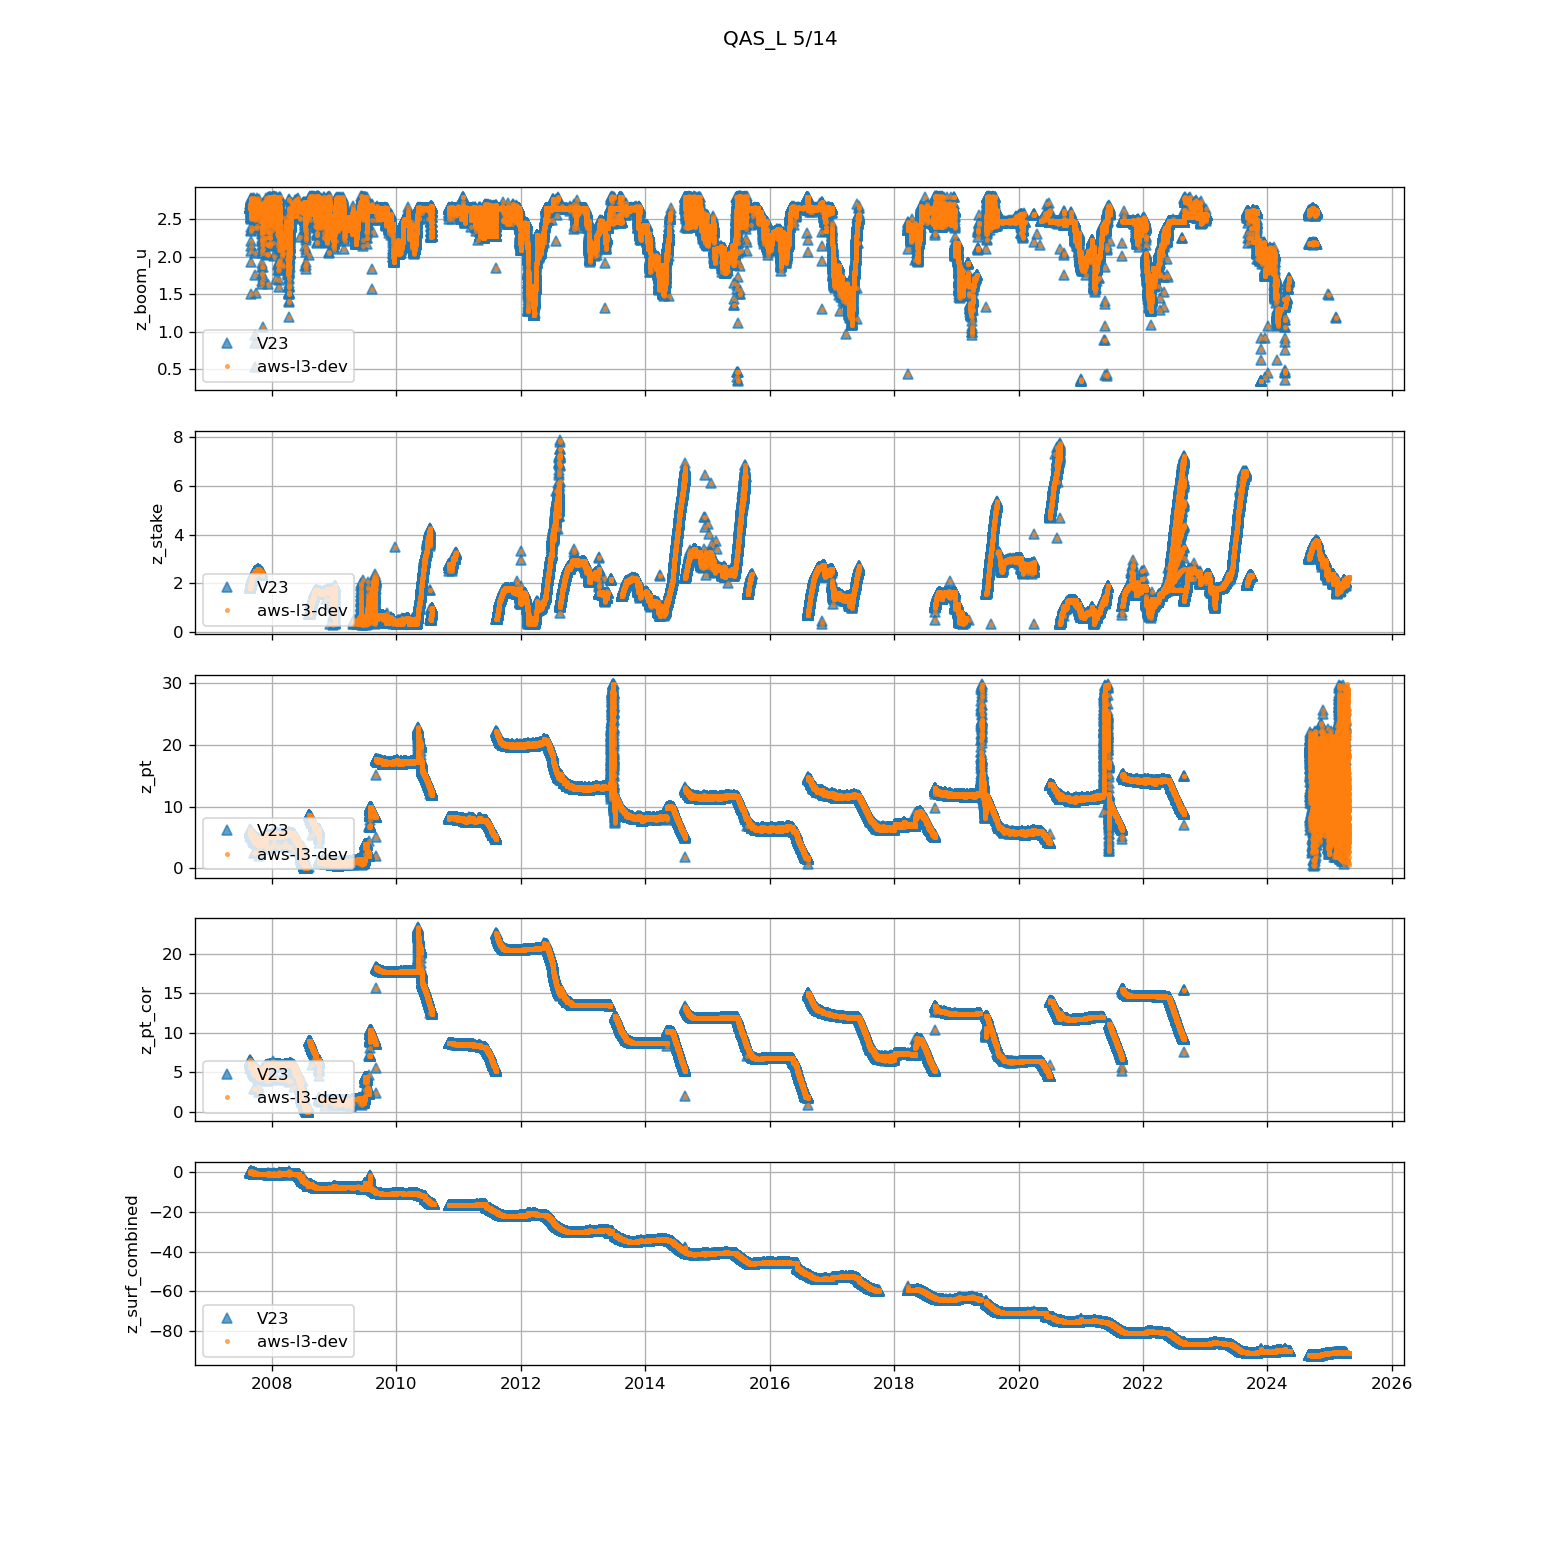 QAS_L 5/14
z_boom_u
2.5
2.0
1.5
1.0
0.5
V23
aws-l3-dev
z_stake
8
6
4
2
0
V23
aws-l3-dev
z_pt
30
20
10
0
V23
aws-l3-dev
z_pt_cor
20
15
10
5
0
V23
aws-l3-dev
z_surf_combined
0
−20
−40
−60
−80
V23
aws-l3-dev
2008 2010 2012 2014 2016 2018 2020 2022 2024 2026